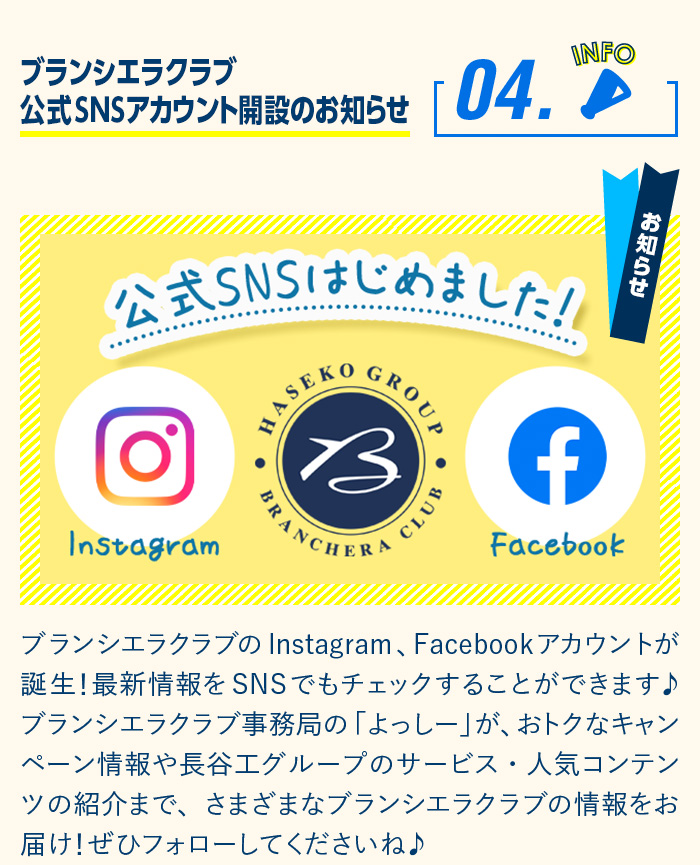 ブランシエラクラブ
公式SNSアカウント開設のお知らせ
04.
INFO
お知らせ
公式SNSはじめました!
HASEKO GROUP
B
BRANCHERA CLUB
Instagram
Facebook
ブランシエラクラブのInstagram、Facebookアカウントが
誕生!最新情報をSNSでもチェックすることができます♪
ブランシエラクラブ事務局の「よっしー」が、おトクなキャン
ペーン情報や長谷工グループのサービス・人気コンテン
ツの紹介まで、さまざまなブランシエラクラブの情報をお
届け!ぜひフォローしてくださいね♪